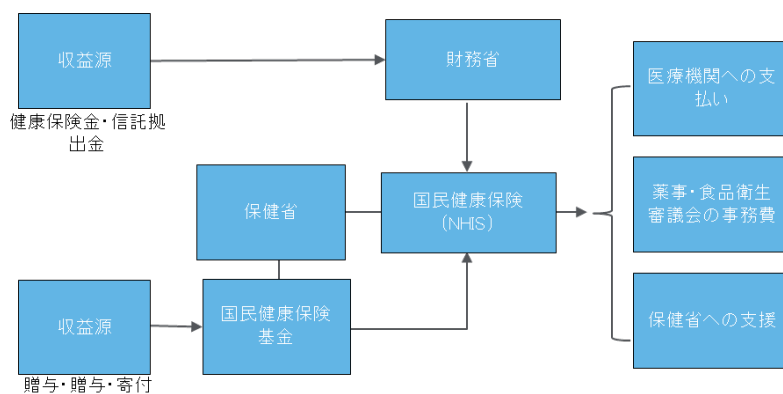 収益源
財務省
医療機関への支
払い
健康保険金・信託拠
出金
保健省
国民健康保険
(NHIS)
薬事・食品衛生
審議会の事務費
収益源
国民健康保険
基金
保健省への支援
贈与・贈与・寄付